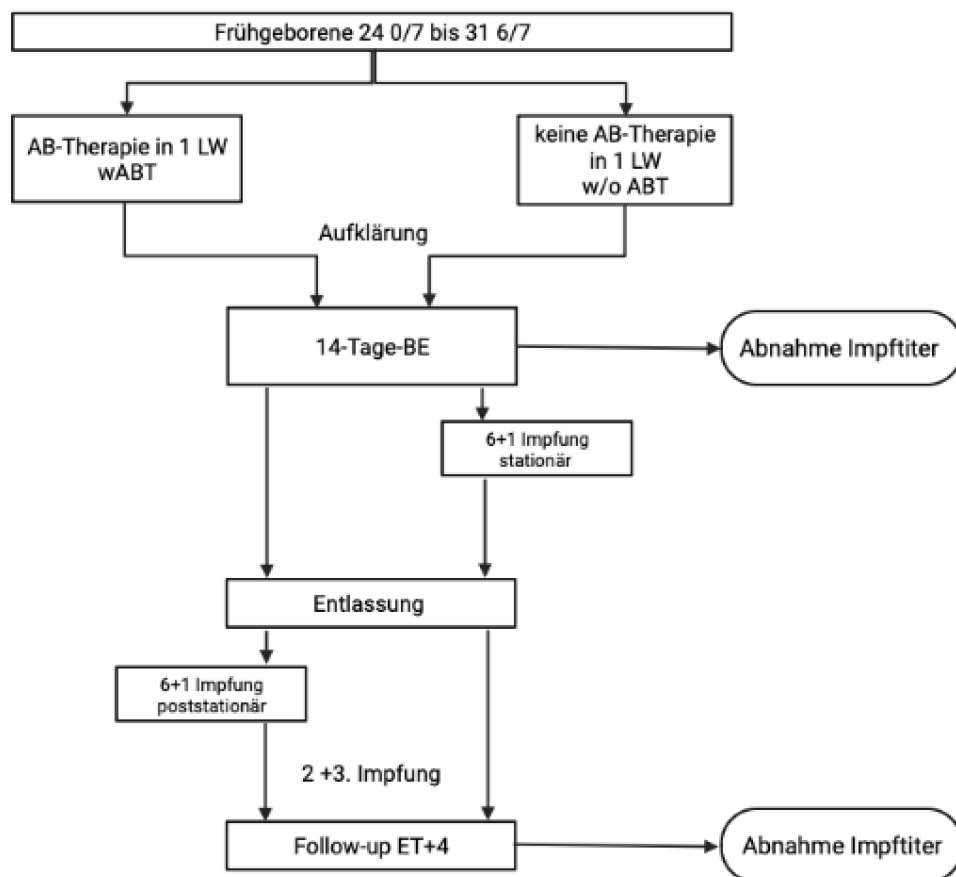 Frühgeborene 24 0/7 bis 31 6/7
AB-Therapie in 1 LW
wABT
keine AB-Therapie
in 1 LW
w/o ABT
Aufklärung
14-Tage-BE
Abnahme Impftiter
6+1 Impfung
stationär
Entlassung
6+1 Impfung
poststationär
2 +3. Impfung
Follow-up ET+4
Abnahme Impftiter